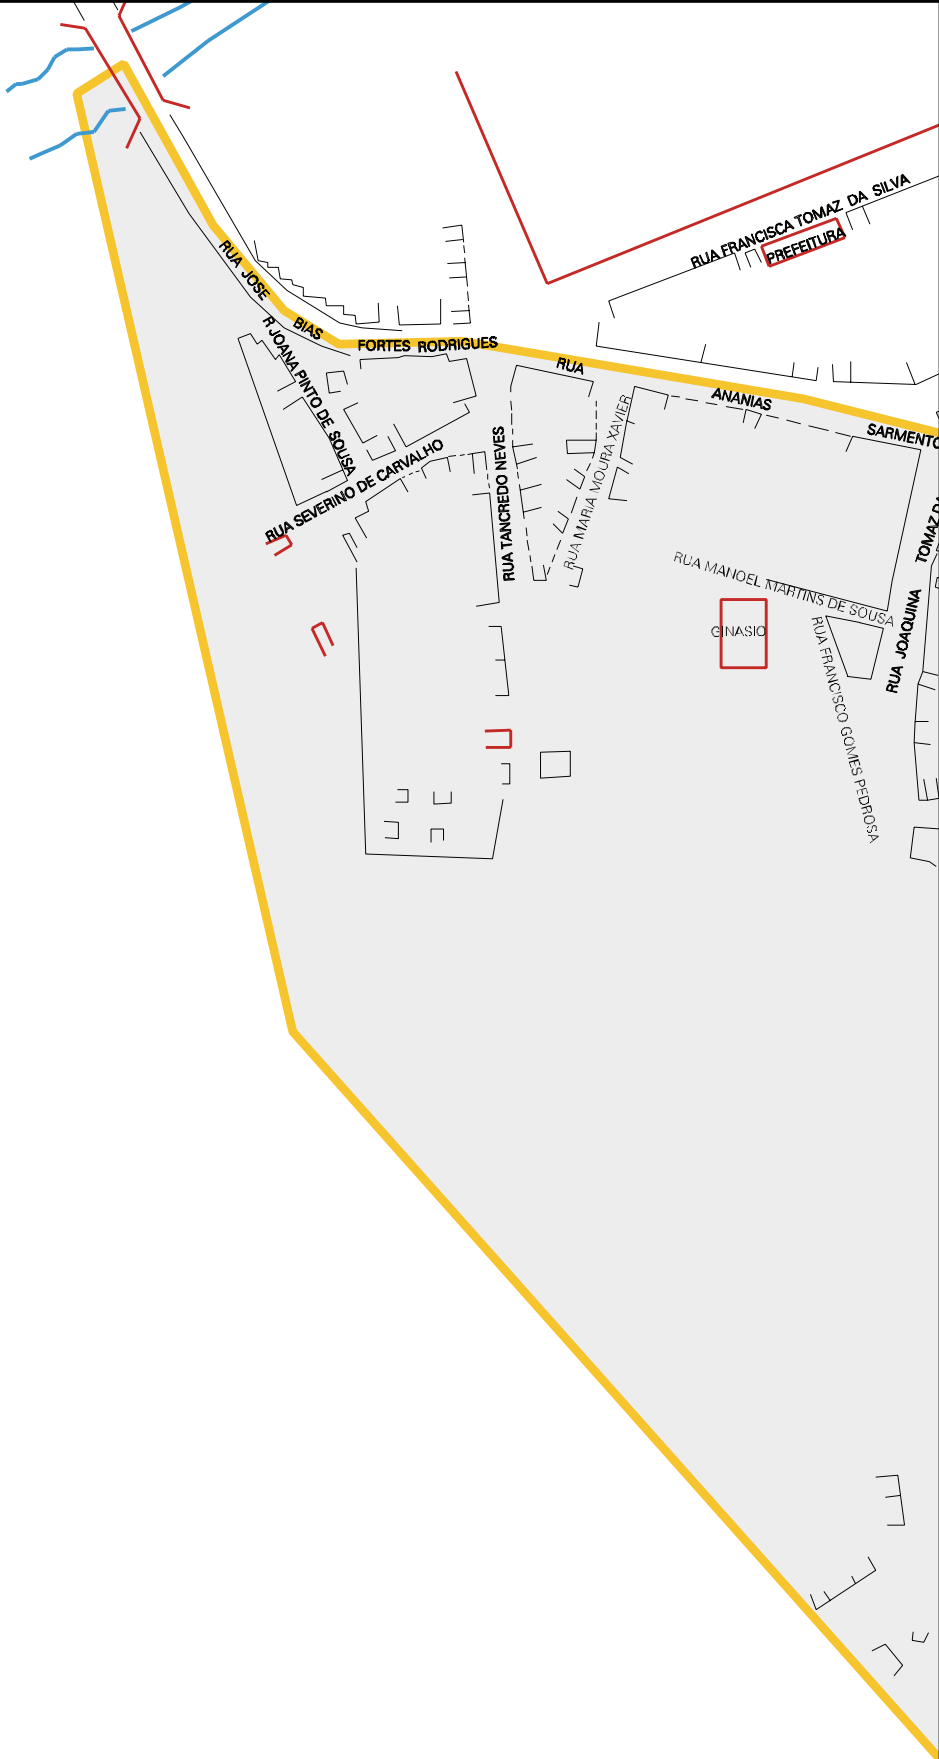 RUA FRANCISCA TOMAZ DA SILVA
PREFEITURA
RUA JOSE BIAS FORTES RODRIGUES
RUA ANANIAS SARMENTO
R JOANA PINTO DE SOUSA
RUA SEVERINO DE CARVALHO
RUA TANCREDO NEVES
RUA MARIA MOURA XAVIER
RUA MANOEL MARTINS DE SOUSA
GINASIO
RUA FRANCISCO GOMES PEDROSA
RUA JOAQUINA TOMAZ DA